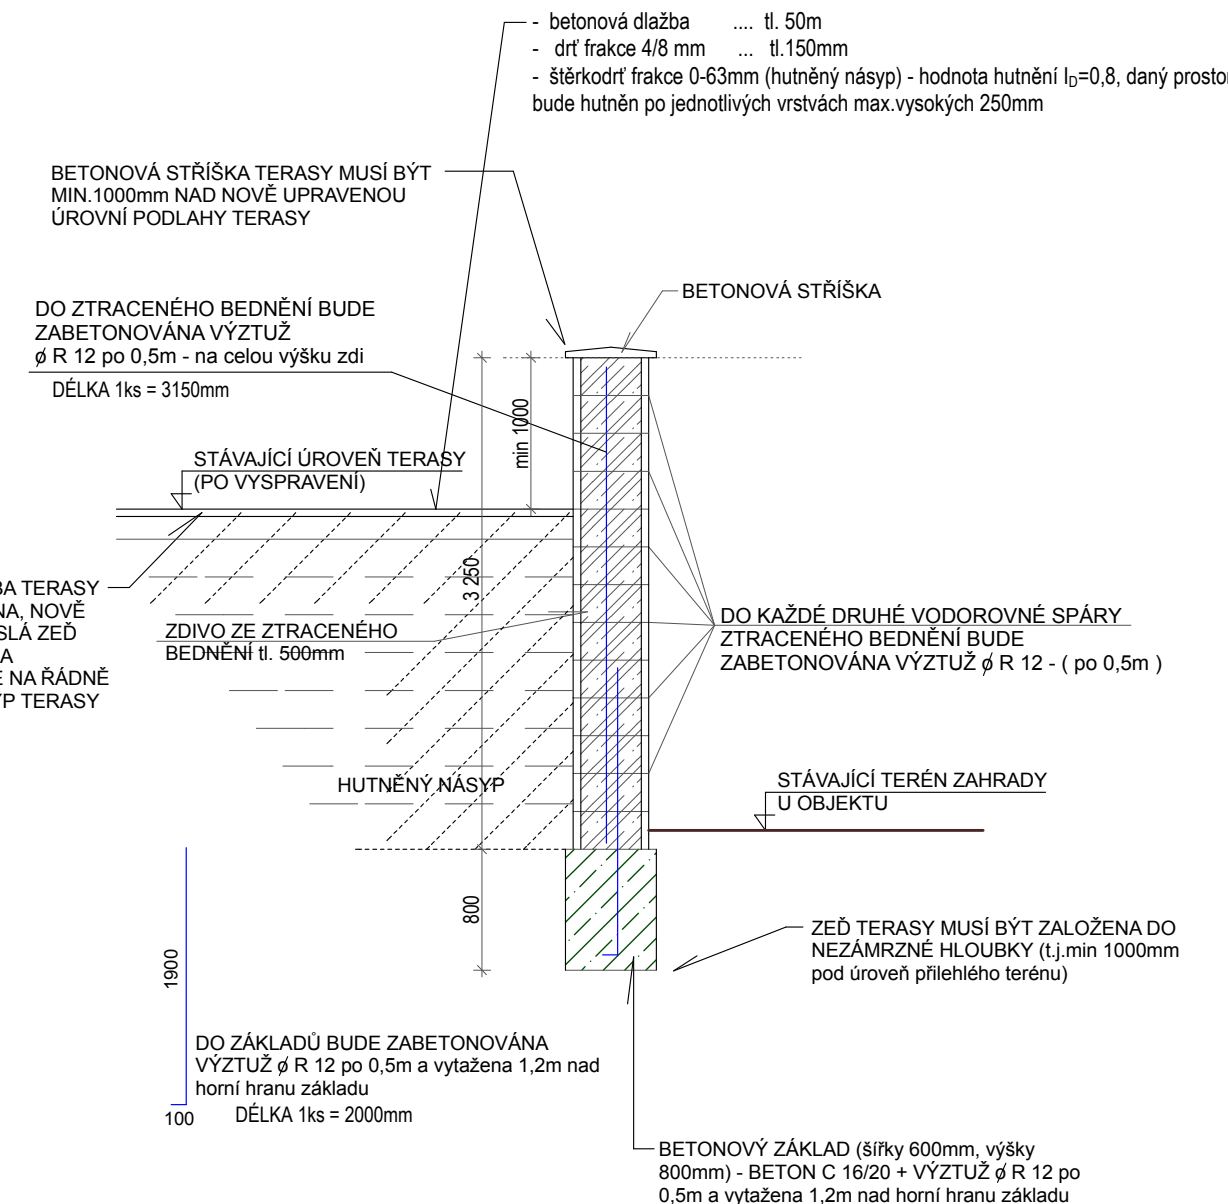 - betonová dlažba .... tl. 50m
- drť frakce 4/8 mm ... tl.150mm
- štěrkodrť frakce 0-63mm (hutněný násyp) - hodnota hutnění ID=0,8, daný prostor
bude hutněn po jednotlivých vrstvách max.vysokých 250mm
BETONOVÁ STŘÍŠKA TERASY MUSÍ BÝT
MIN.1000mm NAD NOVĚ UPRAVENOU
ÚROVNÍ PODLAHY TERASY
BETONOVÁ STŘÍŠKA
DO ZTRACENÉHO BEDNĚNÍ BUDE
ZABETONOVÁNA VÝZTUŽ
ø R 12 po 0,5m - na celou výšku zdi
DÉLKA 1ks = 3150mm
min 1000
STÁVAJÍCÍ ÚROVEŇ TERASY
(PO VYSPRAVENÍ)
3 250
BA TERASY
NA, NOVĚ
SLÁ ZEĎ
A
E NA ŘÁDNĚ
YP TERASY
ZDIVO ZE ZTRACENÉHO
BEDNĚNÍ tl. 500mm
DO KAŽDÉ DRUHÉ VODOROVNÉ SPÁRY
ZTRACENÉHO BEDNĚNÍ BUDE
ZABETONOVÁNA VÝZTUŽ ø R 12 - ( po 0,5m )
HUTNĚNÝ NÁSYP
STÁVAJÍCÍ TERÉN ZAHRADY
U OBJEKTU
800
ZEĎ TERASY MUSÍ BÝT ZALOŽENA DO
NEZÁMRZNÉ HLOUBKY (t.j.min 1000mm
pod úroveň přilehlého terénu)
1900
100
DO ZÁKLADŮ BUDE ZABETONOVÁNA
VÝZTUŽ ø R 12 po 0,5m a vytažena 1,2m nad
horní hranu základu
DÉLKA 1ks = 2000mm
BETONOVÝ ZÁKLAD (šířky 600mm, výšky
800mm) - BETON C 16/20 + VÝZTUŽ ø R 12 po
0,5m a vytažena 1,2m nad horní hranu základu